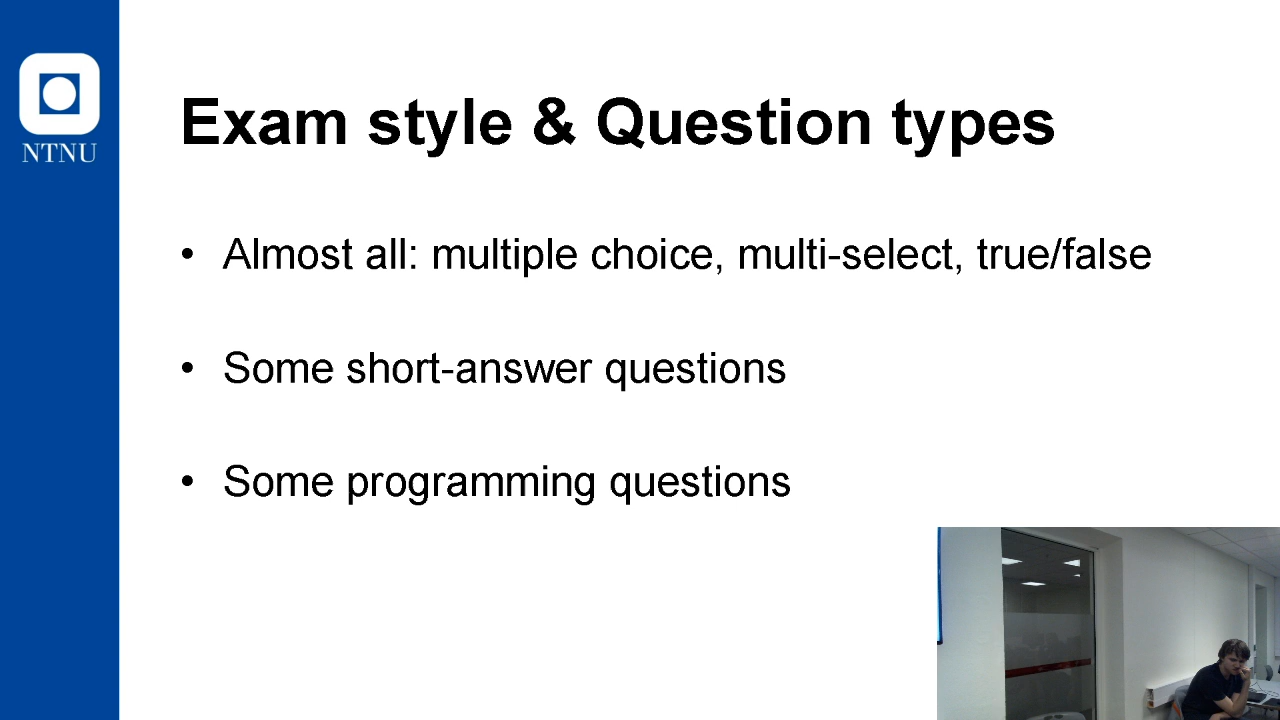 NTNU
Exam style & Question types
• Almost all: multiple choice, multi-select, true/false
• Some short-answer questions
• Some programming questions